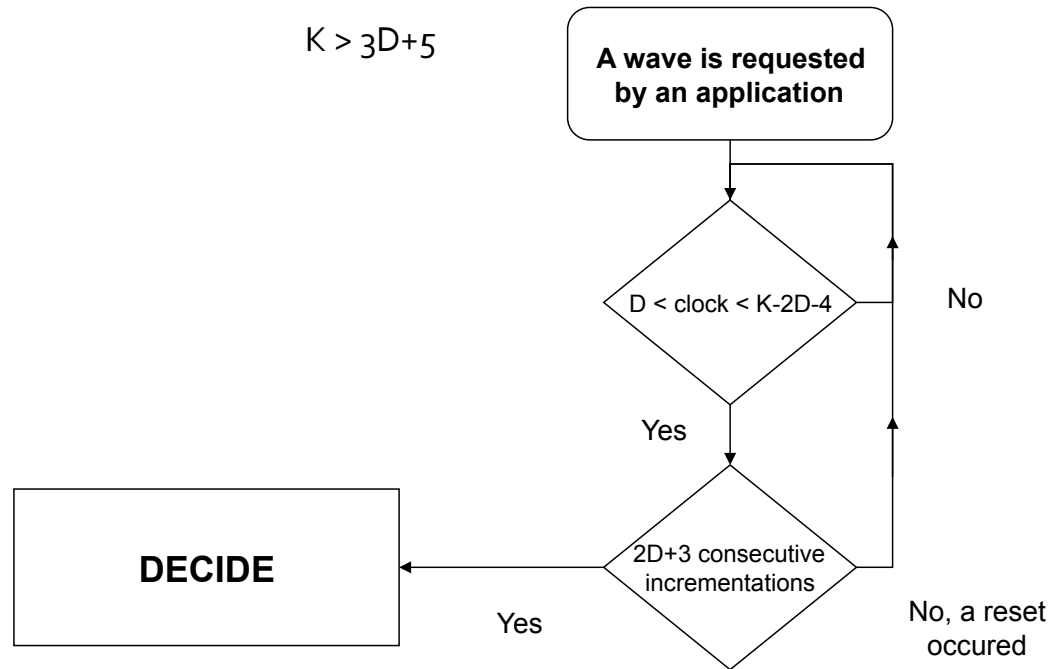 K > 3D+5
A wave is requested
by an application
D < clock < K-2D-4
No
Yes
2D+3 consecutive
incrementations
DECIDE
Yes
No, a reset
occured